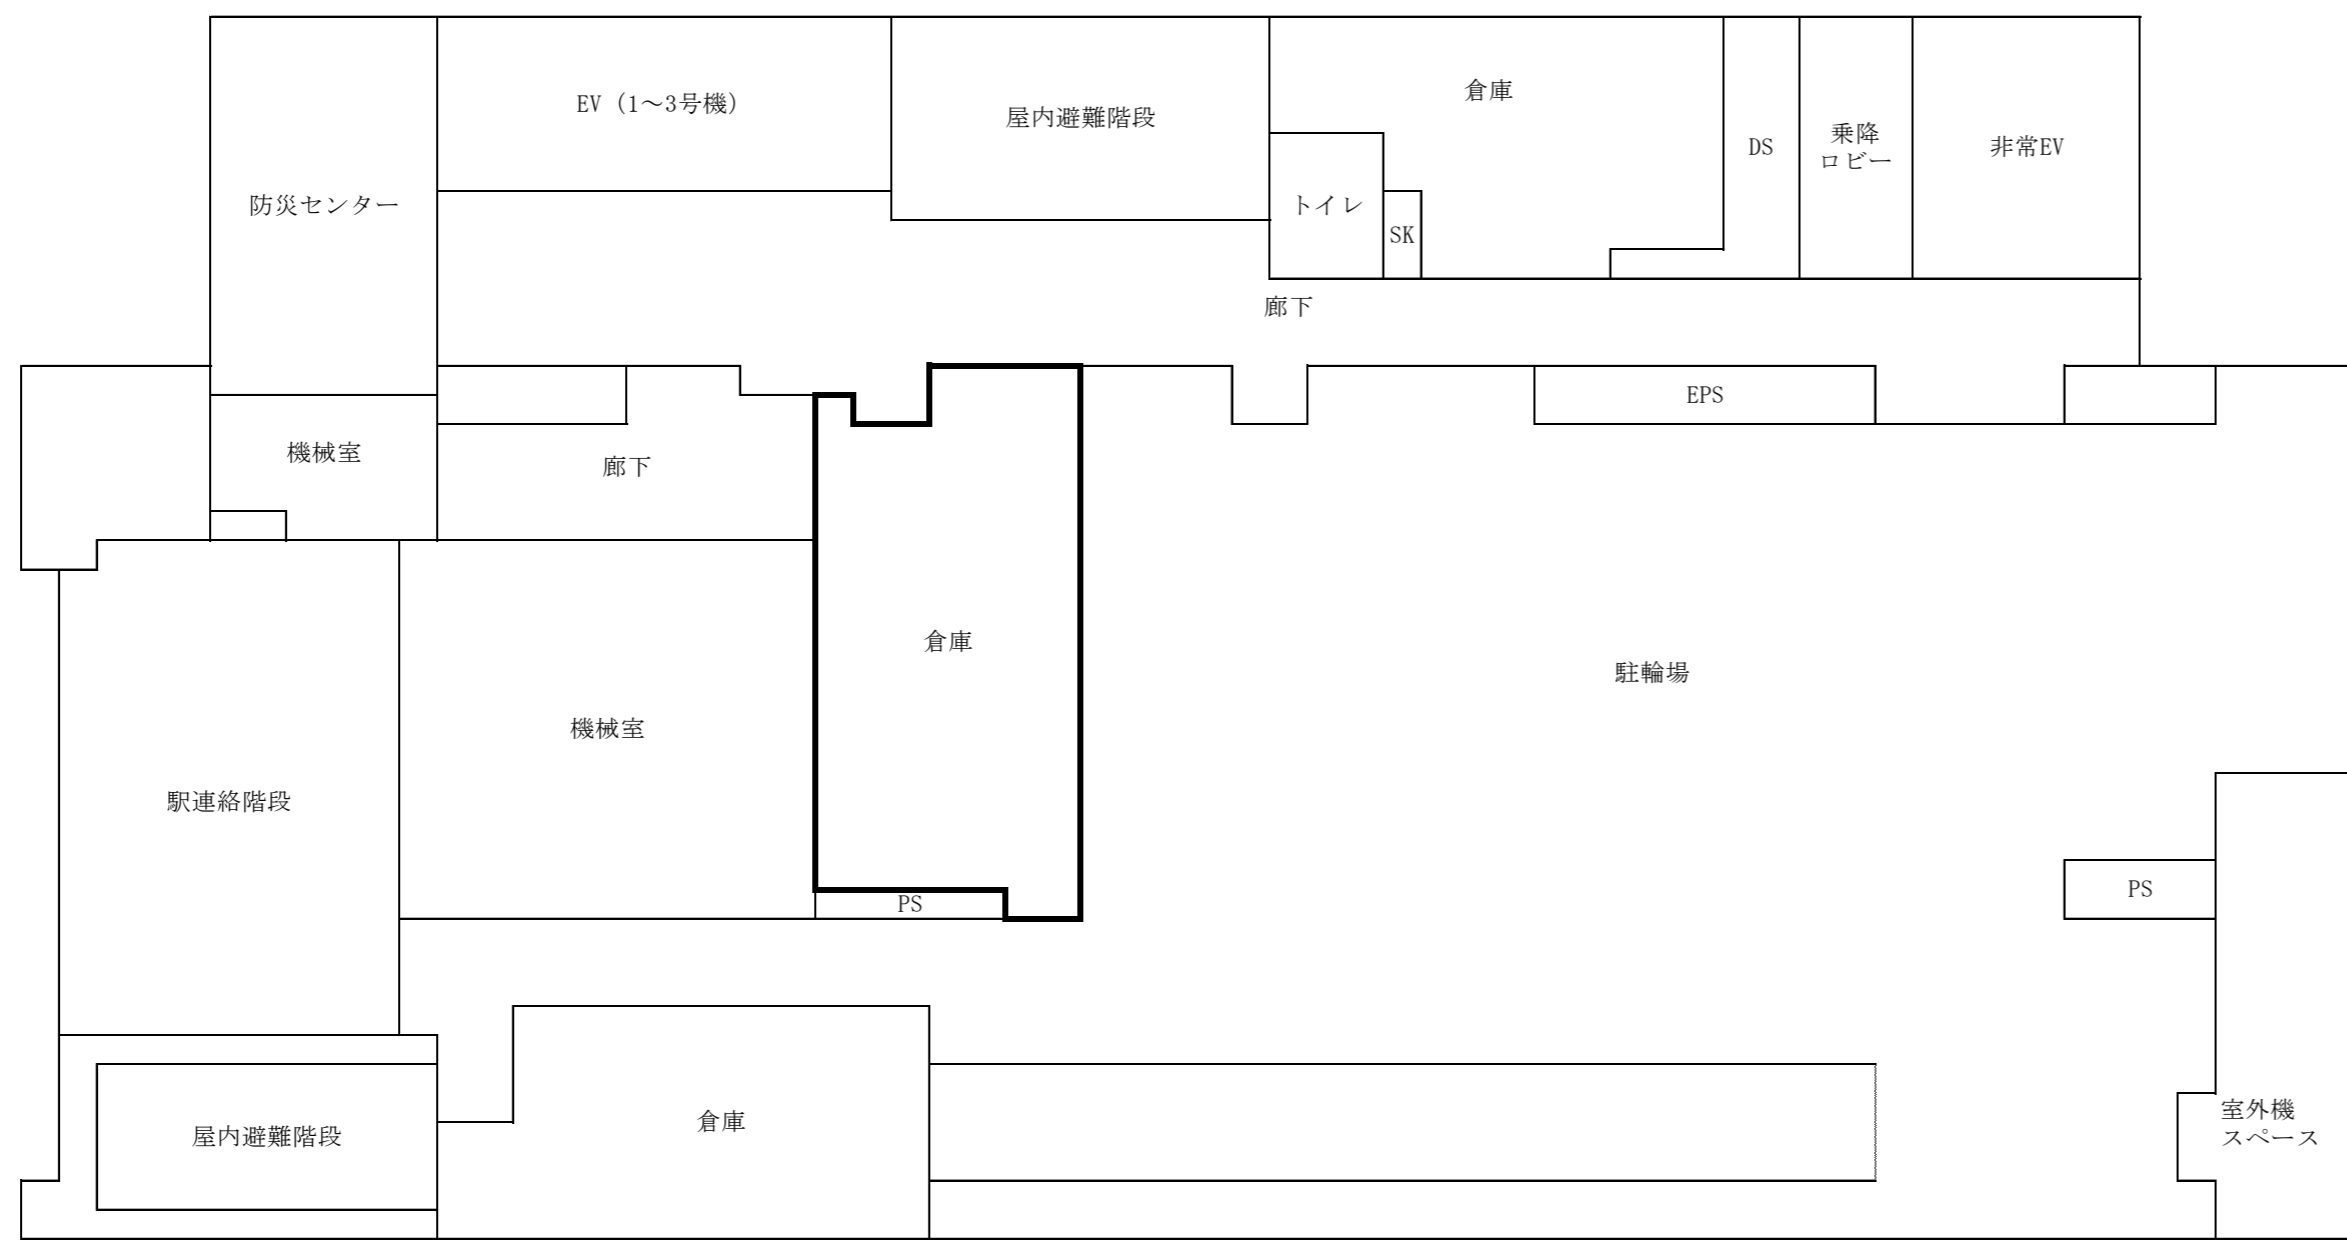 EV（1～3号機）
屋内避難階段
倉庫
DS
乗降
ロビー
非常EV
防災センター
トイレ
SK
廊下
EPS
機械室
廊下
倉庫
駐輪場
機械室
駅連絡階段
PS
PS
倉庫
屋内避難階段
室外機
スペース